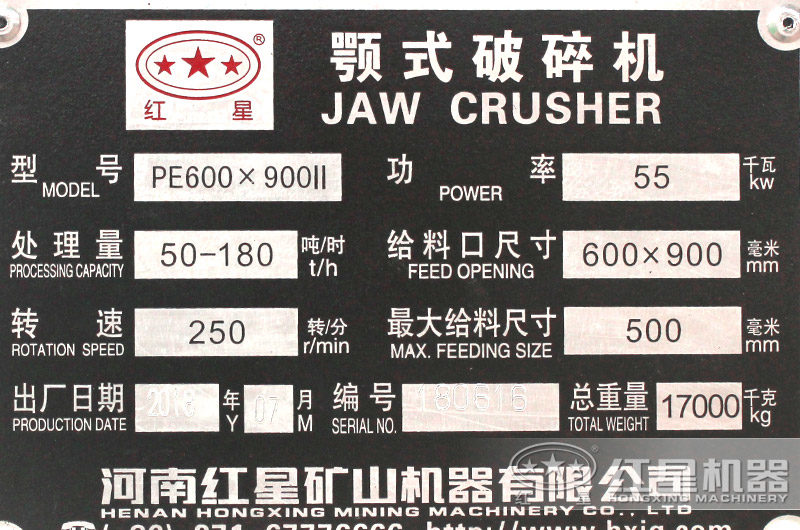 红星®
颚式破碎机
JAW CRUSHER
型号 PE600×900II 功率 55 千瓦
MODEL POWER kw
处理量 50-180 吨/时 给料口尺寸 600×900 毫米
PROCESSING CAPACITY t/h FEED OPENING mm
转速 250 转/分 最大给料尺寸 500 毫米
ROTATION SPEED r/min MAX. FEEDING SIZE mm
出厂日期 2018 年 07 月 编号 180616 总重量 17000 千克
PRODUCTION DATE Y M SERIAL NO. TOTAL WEIGHT kg
河南红星矿山机器有限公司
HENAN HONGXING MINING MACHINERY CO., LTD
红星机器
HONGXING MACHINERY